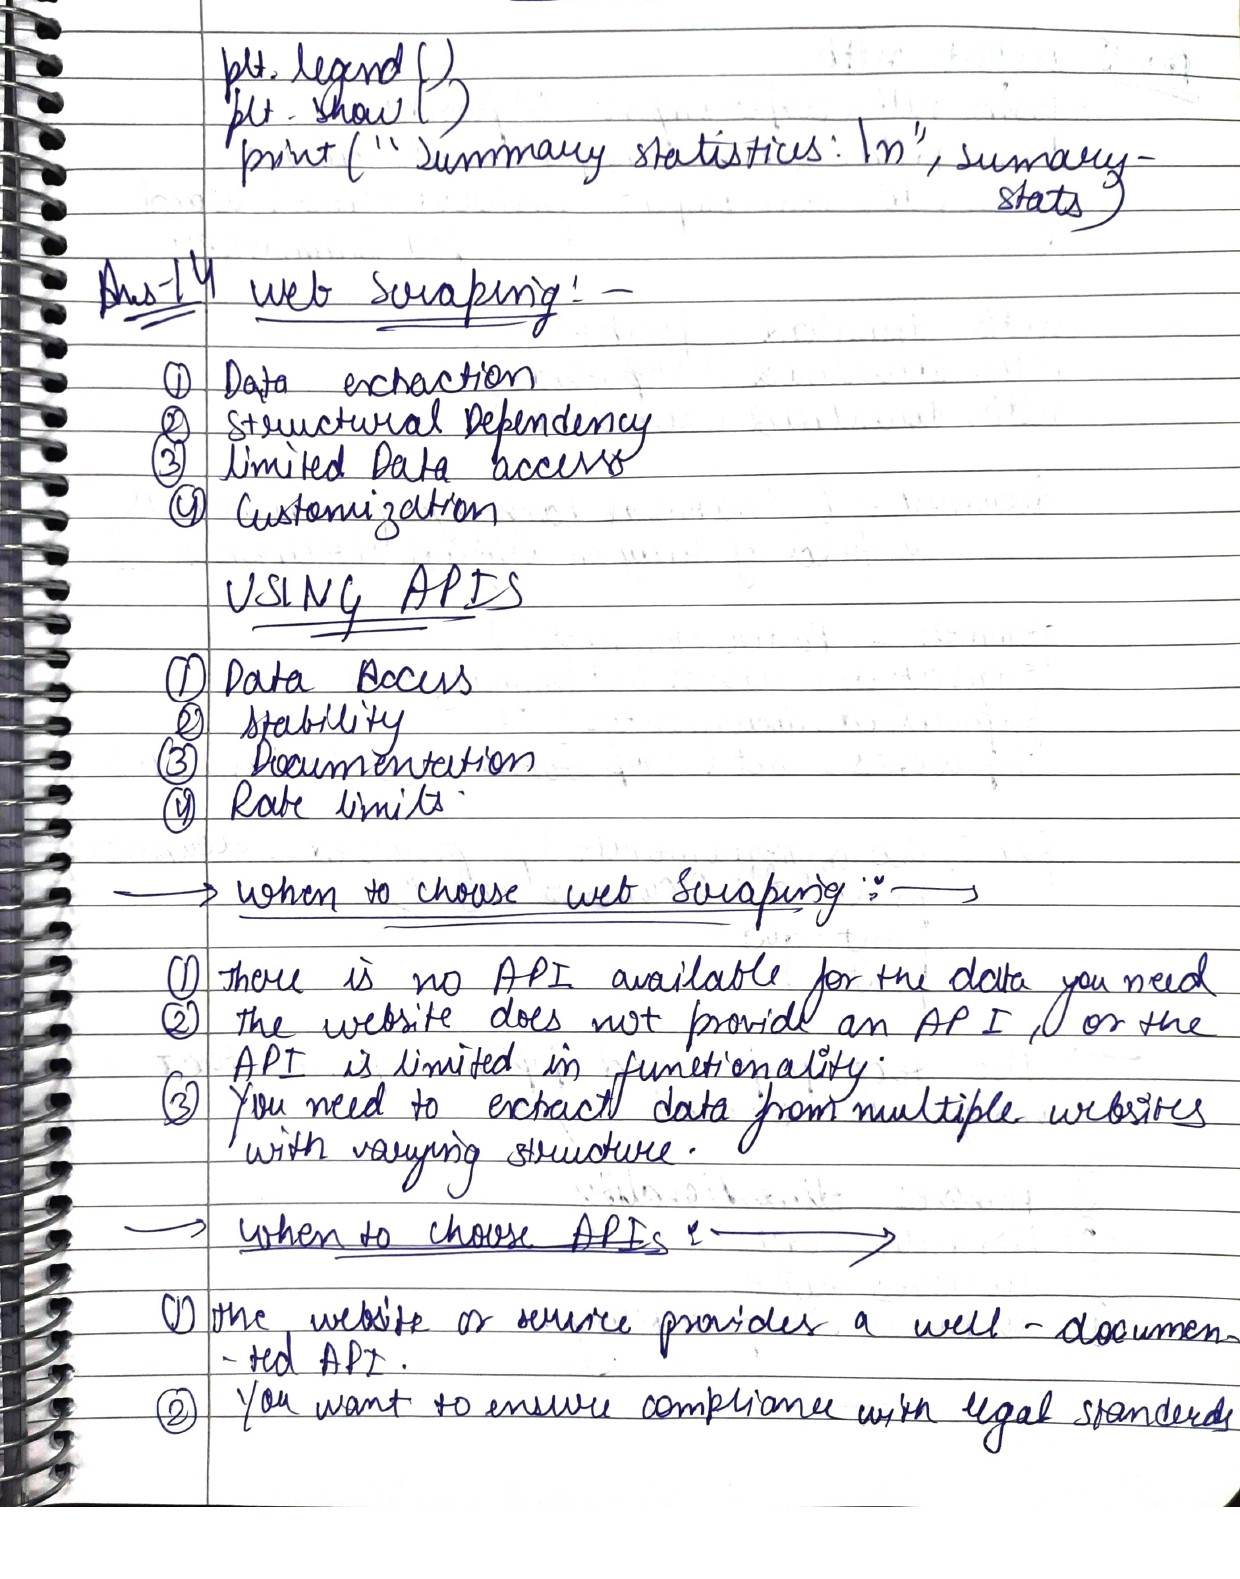 plt. legend()
plt. show()
print ("Summary statistics: \n", sumary-
stats)
Ans-14 Web Scraping: -
① Data extraction
② Structural Dependency
③ limited Data access
④ Customization
USING APIS
① Data Access
② Stability
③ Documentation
④ Rate limits.
→ When to choose web Scraping :-
① There is no API available for the data you need
② The website does not provide an API, or the
API is limited in functionality.
③ You need to extract data from multiple websites
with varying structure.
→ When to choose APIs : →
① The website or service provides a well - documen-
-ted API.
② You want to ensure compliance with legal standerds